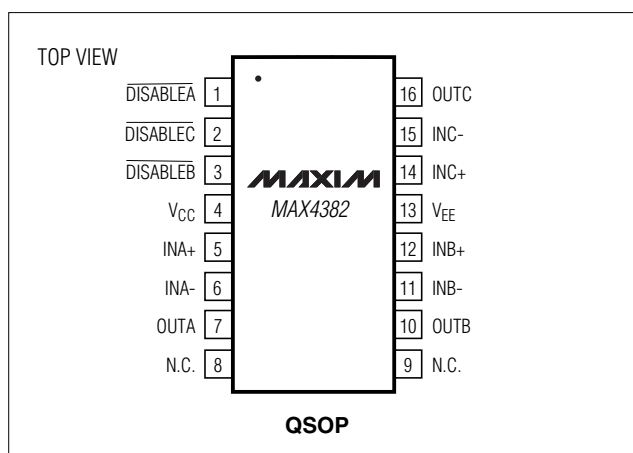 TOP VIEW
DISABLEA 1
DISABLEC 2
DISABLEB 3
VCC 4
INA+ 5
INA- 6
OUTA 7
N.C. 8
MAXIM
MAX4382
16 OUTC
15 INC-
14 INC+
13 VEE
12 INB+
11 INB-
10 OUTB
9 N.C.
QSOP